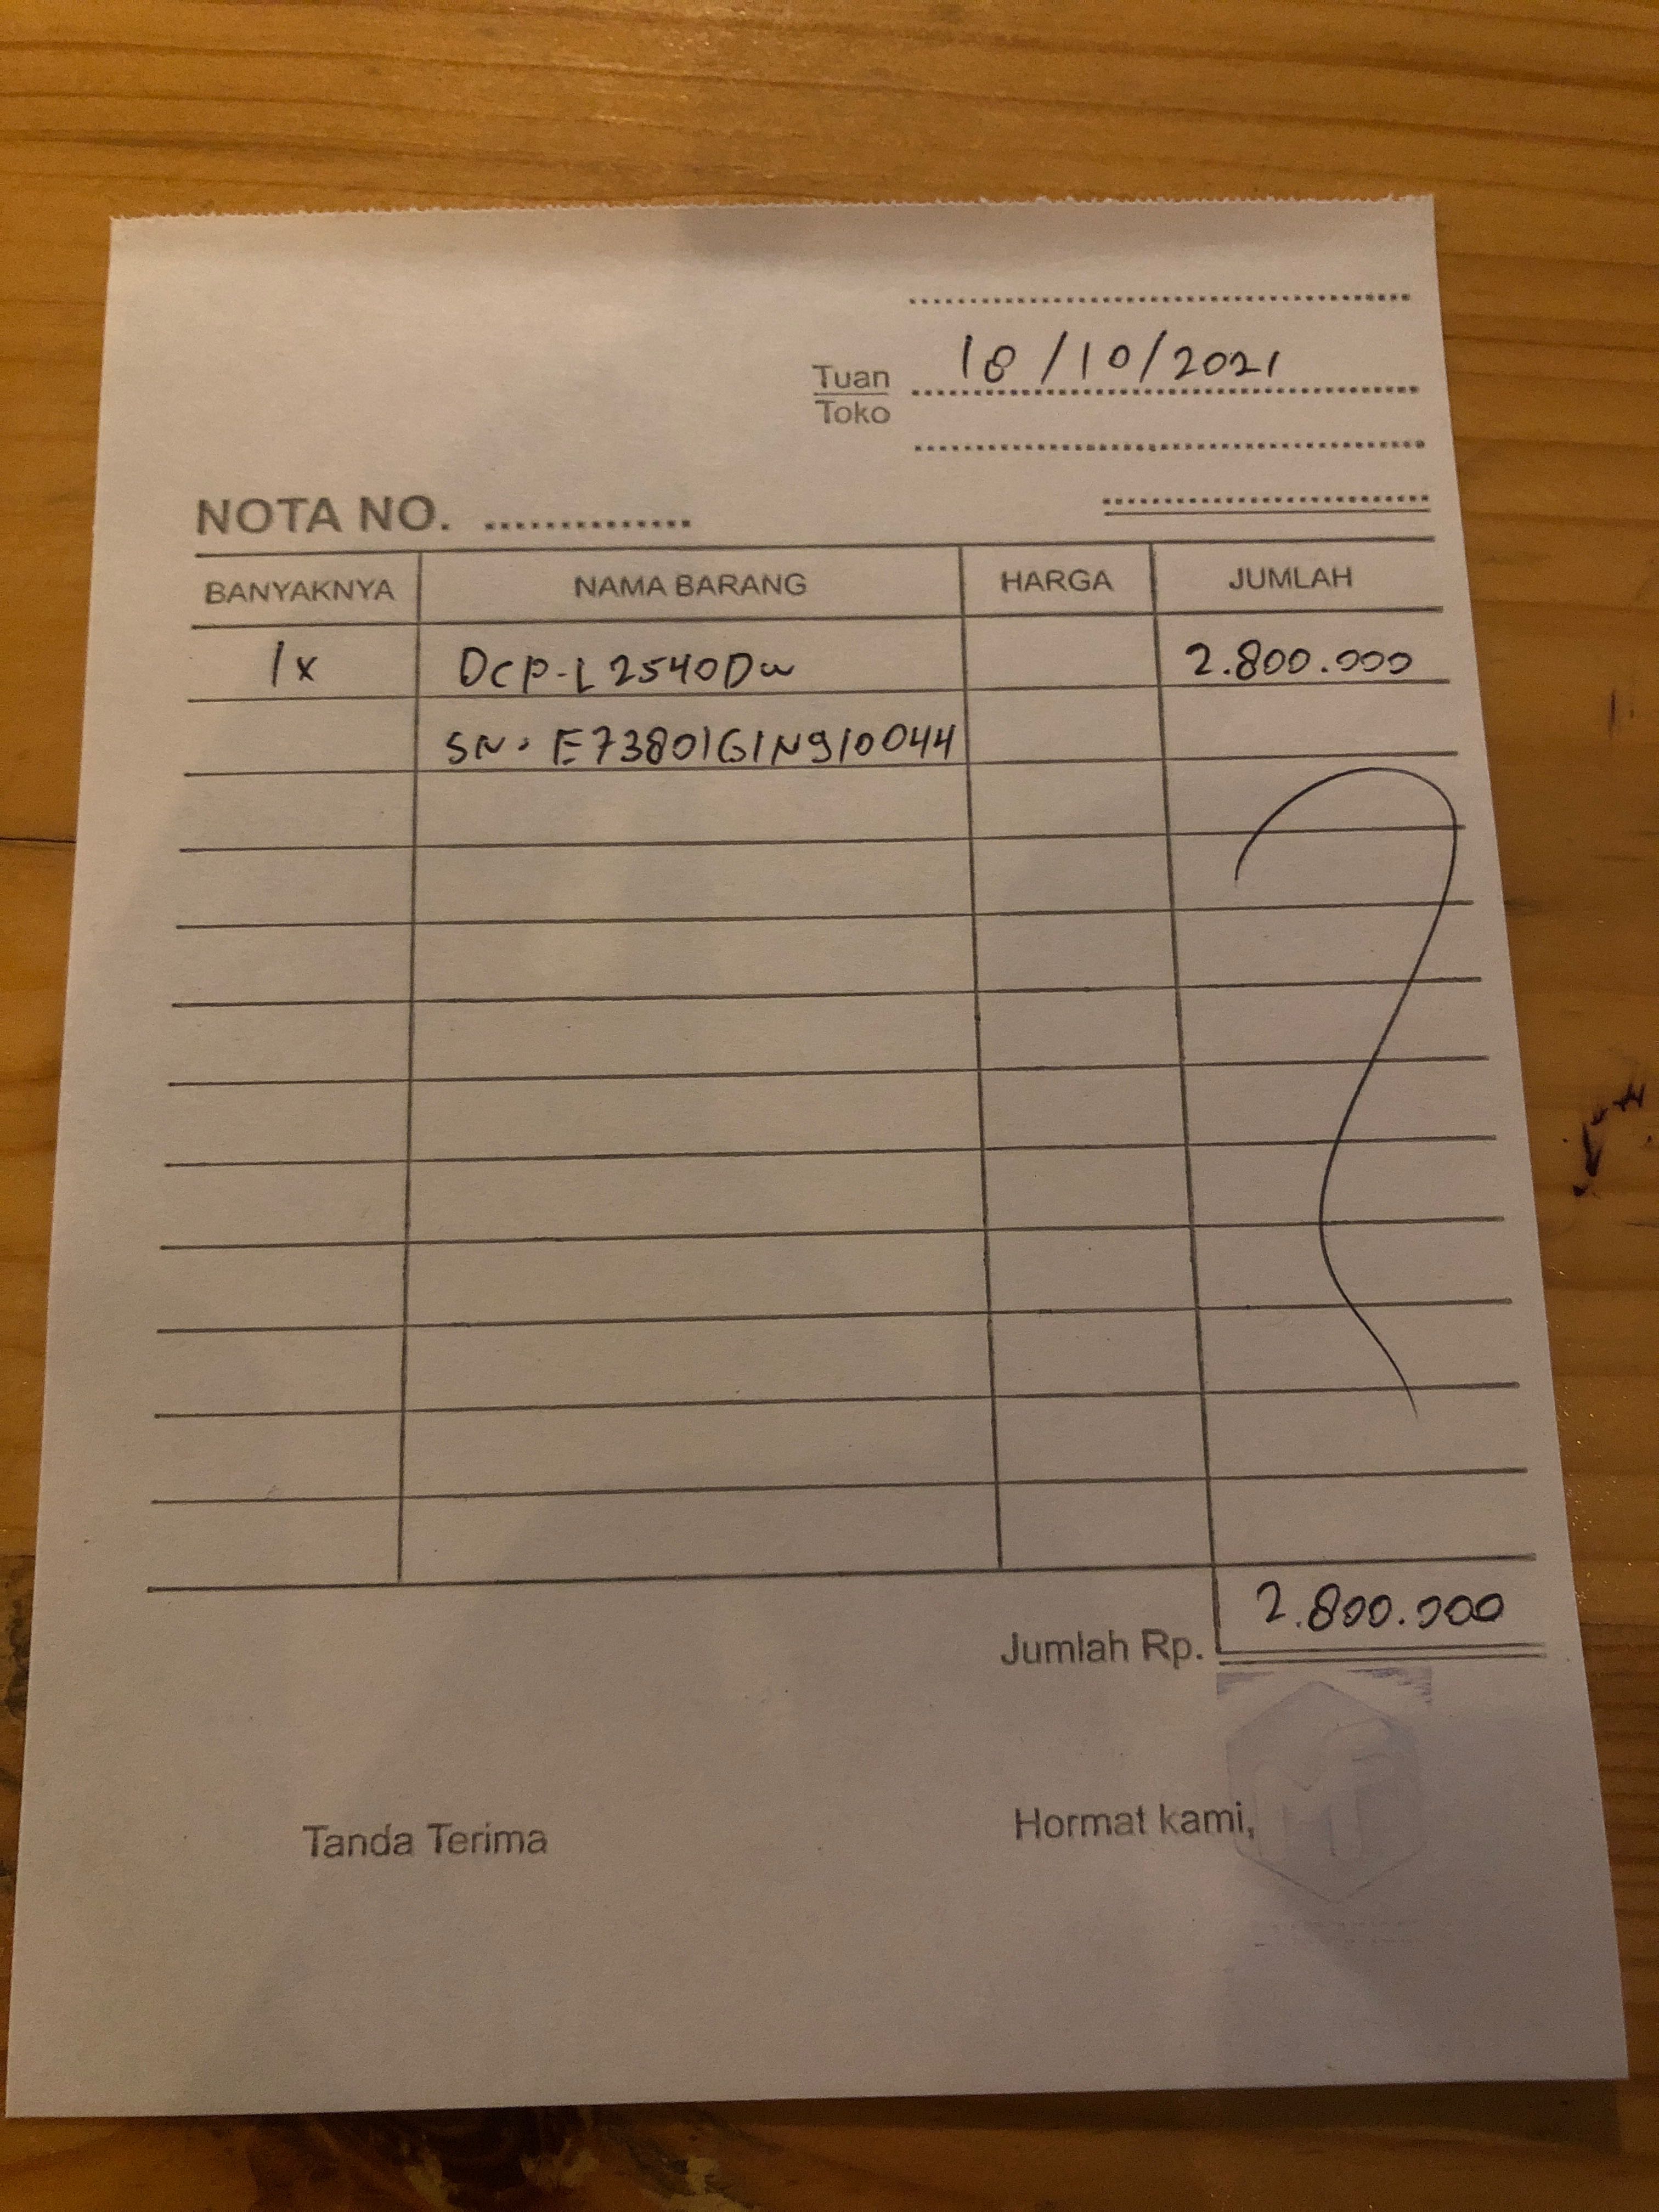 18/10/2021
Tuan
Toko
NOTA NO. ..............
BANYAKNYA NAMA BARANG HARGA JUMLAH
1x DCP-L2540Dw 2.800.000
SN. E73801G1N910044
Jumlah Rp. 2.800.000
Tanda Terima Hormat kami,